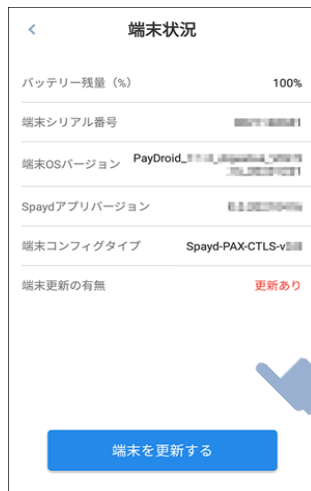 端末状況
バッテリー残量（%） 100%
端末シリアル番号
端末OSバージョン PayDroid_
Spaydアプリバージョン
端末コンフィグタイプ Spayd-PAX-CTLS-v
端末更新の有無 更新あり
端末を更新する